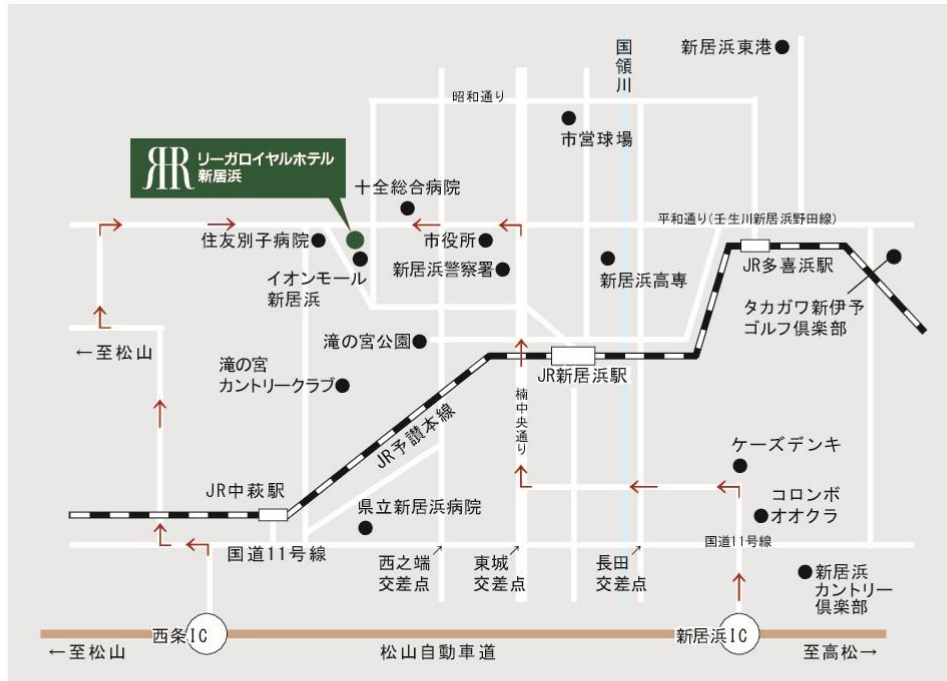 新居浜東港
国
領
川
昭和通り
市営球場
RR リーガロイヤルホテル
新居浜
十全総合病院
平和通り(壬生川新居浜野田線)
住友別子病院
市役所
イオンモール
新居浜
新居浜警察署
新居浜高専
JR多喜浜駅
タカガワ新伊予
ゴルフ倶楽部
←至松山
滝の宮公園
滝の宮
カントリークラブ
JR新居浜駅
楠
中
央
通
り
JR予讃本線
ケーズデンキ
JR中萩駅
県立新居浜病院
コロンボ
オオクラ
国道11号線
国道11号線
西之端
交差点
東城
交差点
長田
交差点
新居浜
カントリー
倶楽部
西条IC
新居浜IC
←至松山
松山自動車道
至高松→